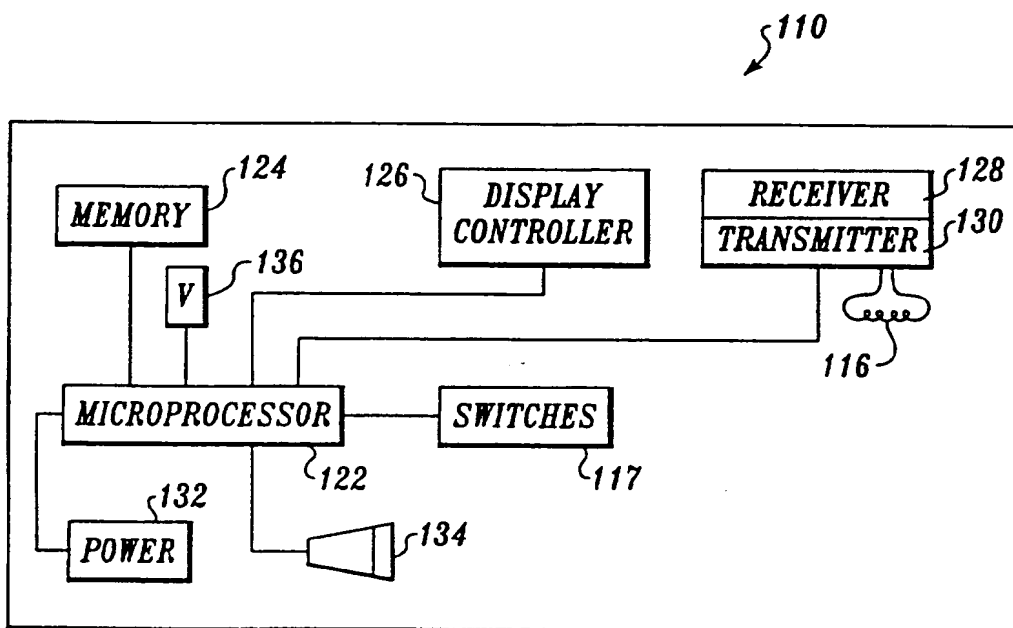 110
124
MEMORY
126
DISPLAY
CONTROLLER
RECEIVER
128
TRANSMITTER
130
136
V
116
MICROPROCESSOR
122
SWITCHES
117
132
POWER
134